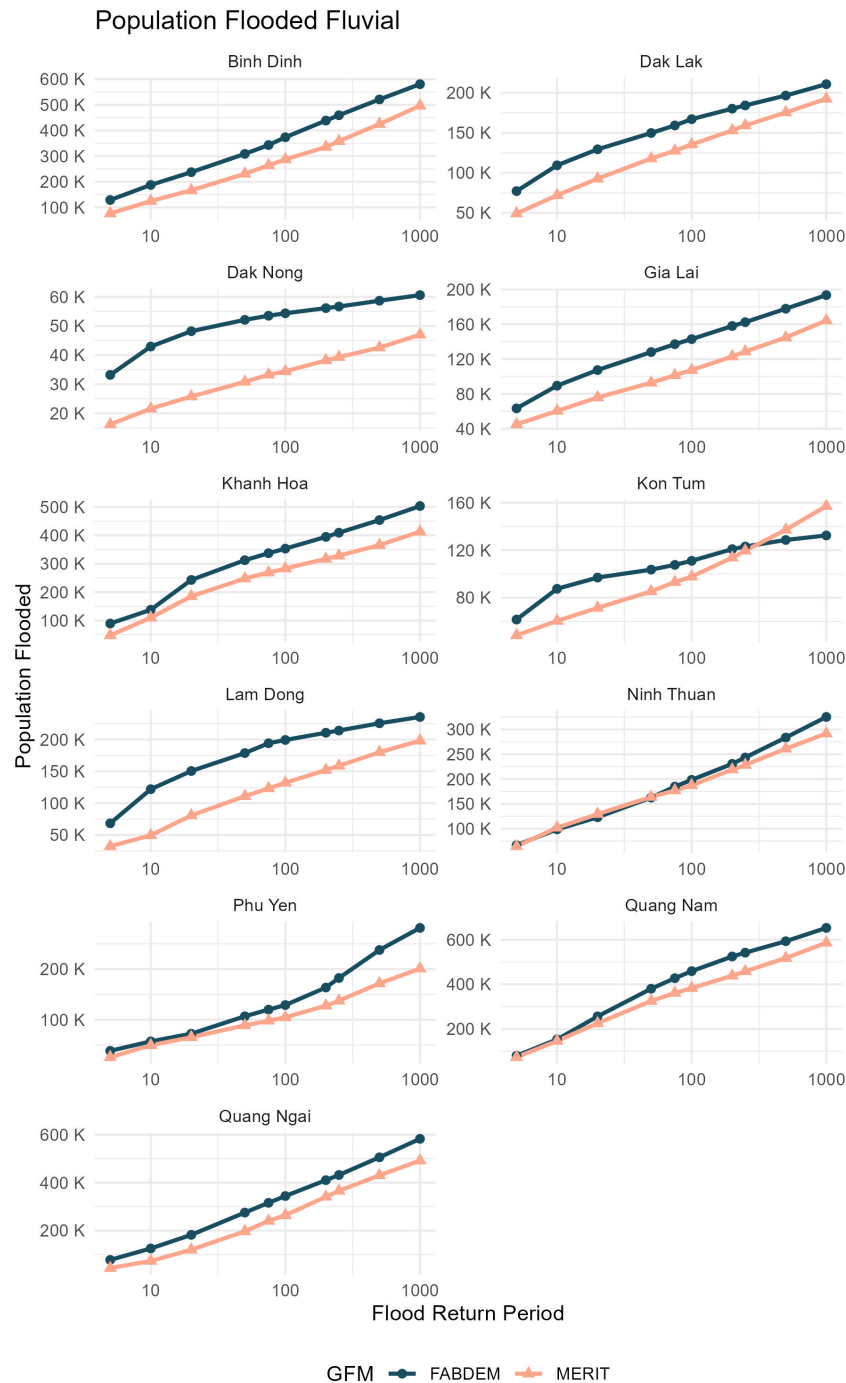 Population Flooded Fluvial
Binh Dinh
Dak Lak
600 K
500 K
400 K
300 K
200 K
100 K
200 K
150 K
100 K
50 K
10 100 1000
10 100 1000
Dak Nong
Gia Lai
60 K
50 K
40 K
30 K
20 K
200 K
160 K
120 K
80 K
40 K
10 100 1000
10 100 1000
Khanh Hoa
Kon Tum
500 K
400 K
300 K
200 K
100 K
160 K
120 K
80 K
10 100 1000
10 100 1000
Population Flooded
Lam Dong
Ninh Thuan
200 K
150 K
100 K
50 K
300 K
250 K
200 K
150 K
100 K
10 100 1000
10 100 1000
Phu Yen
Quang Nam
200 K
100 K
600 K
400 K
200 K
10 100 1000
10 100 1000
Quang Ngai
600 K
400 K
200 K
10 100 1000
Flood Return Period
GFM FABDEM MERIT